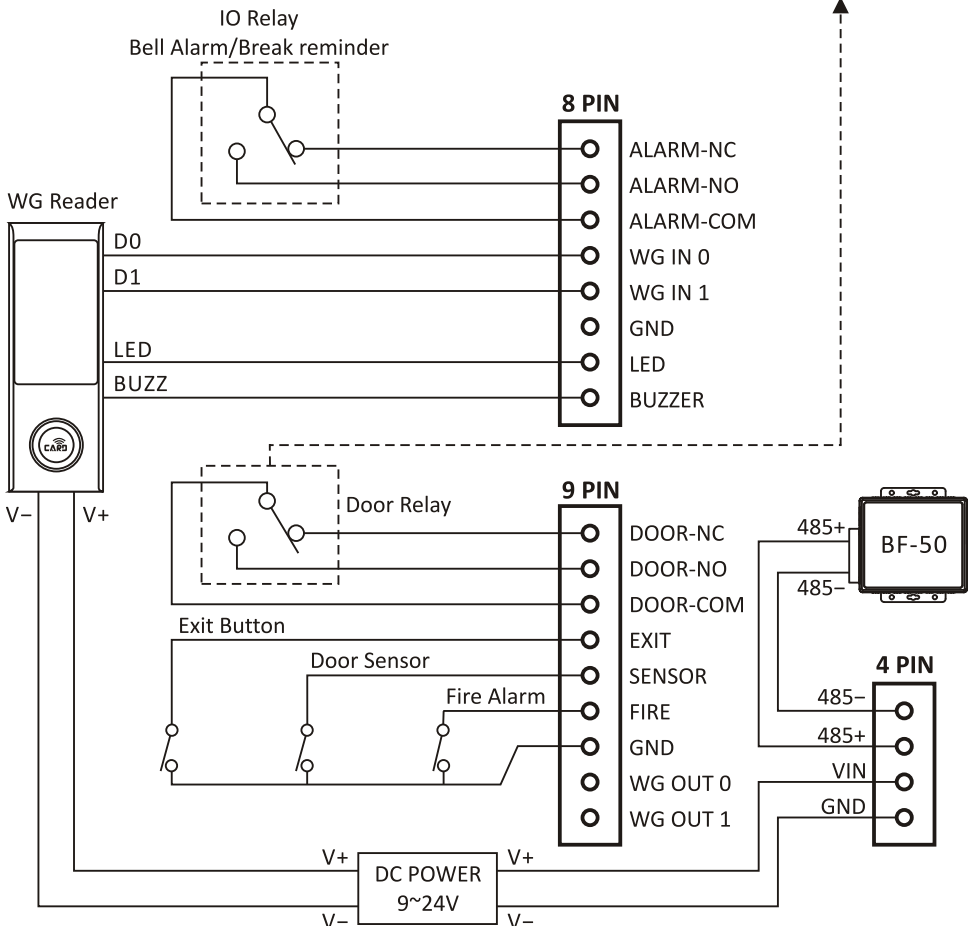 IO Relay
Bell Alarm/Break reminder
8 PIN
ALARM-NC
ALARM-NO
ALARM-COM
WG IN 0
WG IN 1
GND
LED
BUZZER
WG Reader
D0
D1
LED
BUZZ
CARD
V−
V+
Door Relay
9 PIN
DOOR-NC
DOOR-NO
DOOR-COM
EXIT
SENSOR
FIRE
GND
WG OUT 0
WG OUT 1
Exit Button
Door Sensor
Fire Alarm
485+
BF-50
485−
4 PIN
485−
485+
VIN
GND
V+
DC POWER
9~24V
V+
V−
V−